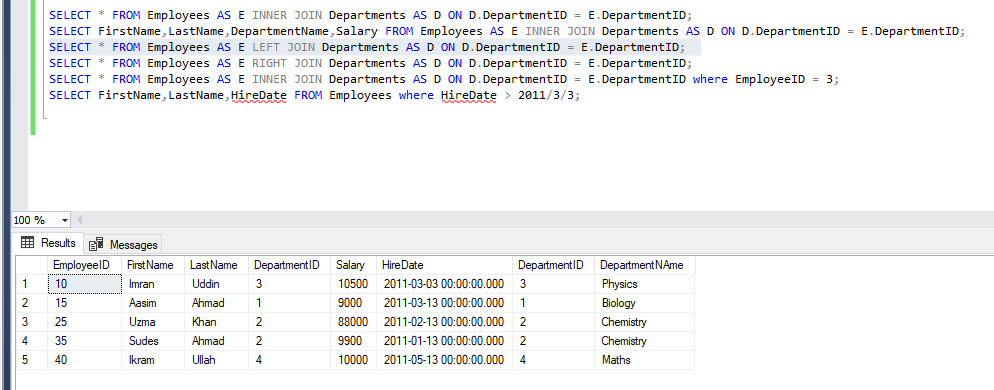 SELECT * FROM Employees AS E INNER JOIN Departments AS D ON D.DepartmentID = E.DepartmentID;
SELECT FirstName,LastName,DepartmentName,Salary FROM Employees AS E INNER JOIN Departments AS D ON D.DepartmentID = E.DepartmentID;
SELECT * FROM Employees AS E LEFT JOIN Departments AS D ON D.DepartmentID = E.DepartmentID;
SELECT * FROM Employees AS E RIGHT JOIN Departments AS D ON D.DepartmentID = E.DepartmentID;
SELECT * FROM Employees AS E INNER JOIN Departments AS D ON D.DepartmentID = E.DepartmentID where EmployeeID = 3;
SELECT FirstName,LastName,HireDate FROM Employees where HireDate > 2011/3/3;
100 %
Results Messages
EmployeeID FirstName LastName DepartmentID Salary HireDate DepartmentID DepartmentNAme
1 10 Imran Uddin 3 10500 2011-03-03 00:00:00.000 3 Physics
2 15 Aasim Ahmad 1 9000 2011-03-13 00:00:00.000 1 Biology
3 25 Uzma Khan 2 88000 2011-02-13 00:00:00.000 2 Chemistry
4 35 Sudes Ahmad 2 9900 2011-01-13 00:00:00.000 2 Chemistry
5 40 Ikram Ullah 4 10000 2011-05-13 00:00:00.000 4 Maths